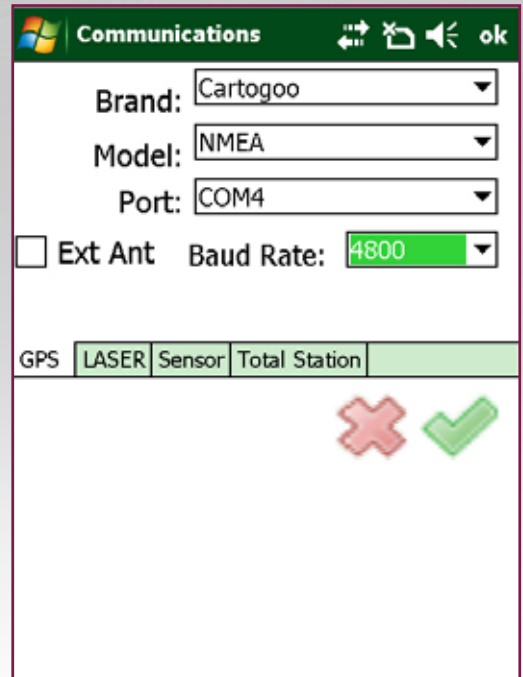 Communications ok
Brand: Cartogoo
Model: NMEA
Port: COM4
Ext Ant Baud Rate: 4800
GPS LASER Sensor Total Station